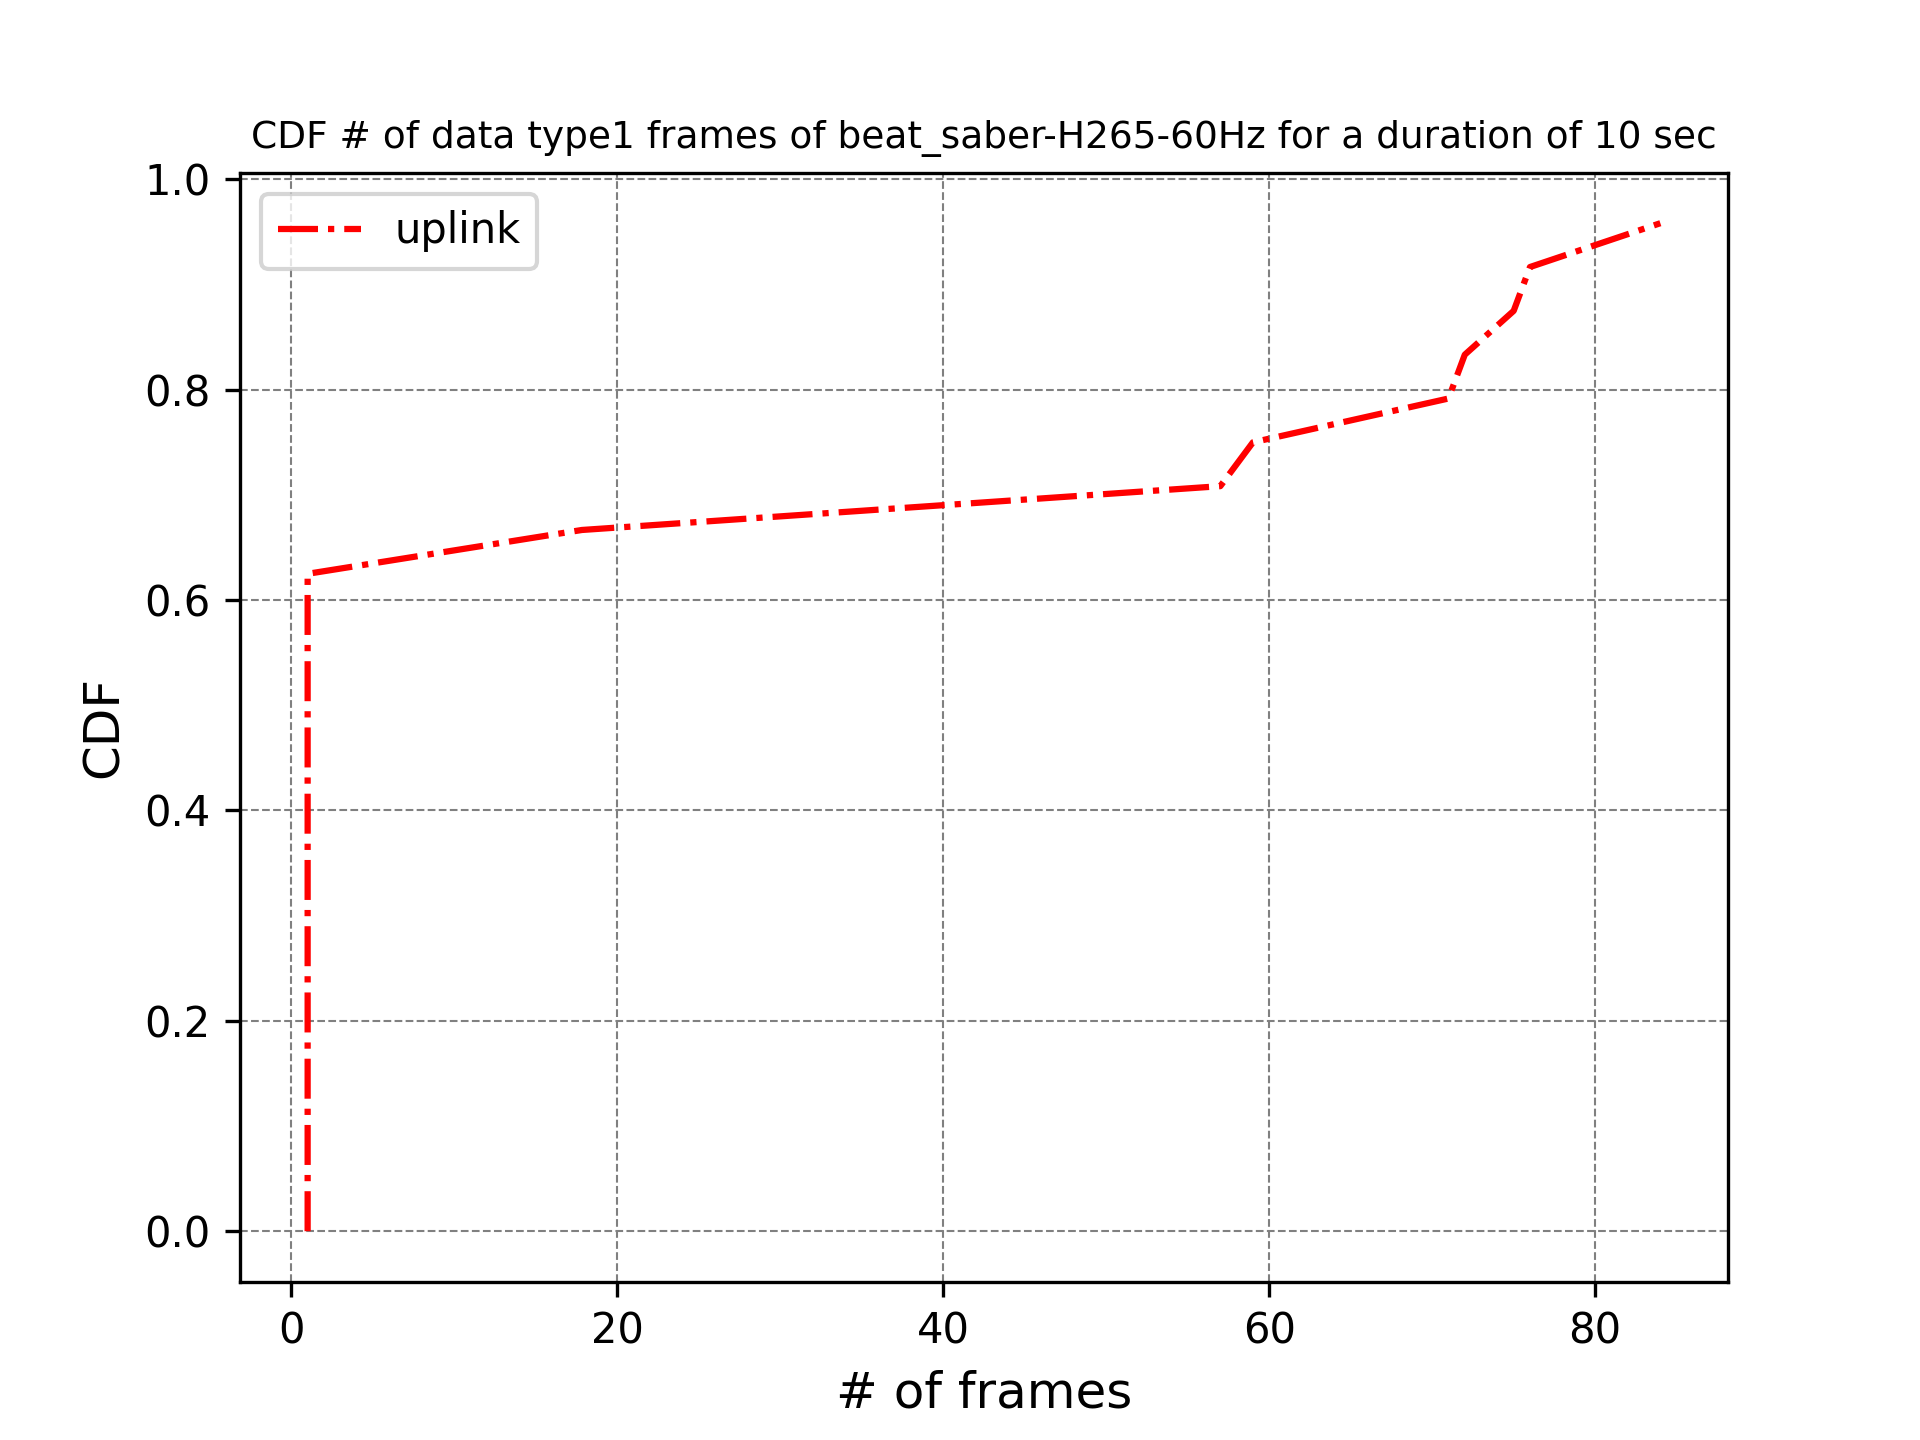 CDF # of data type1 frames of beat_saber-H265-60Hz for a duration of 10 sec
1.0
uplink
0.8
0.6
CDF
0.4
0.2
0.0
0 20 40 60 80
# of frames